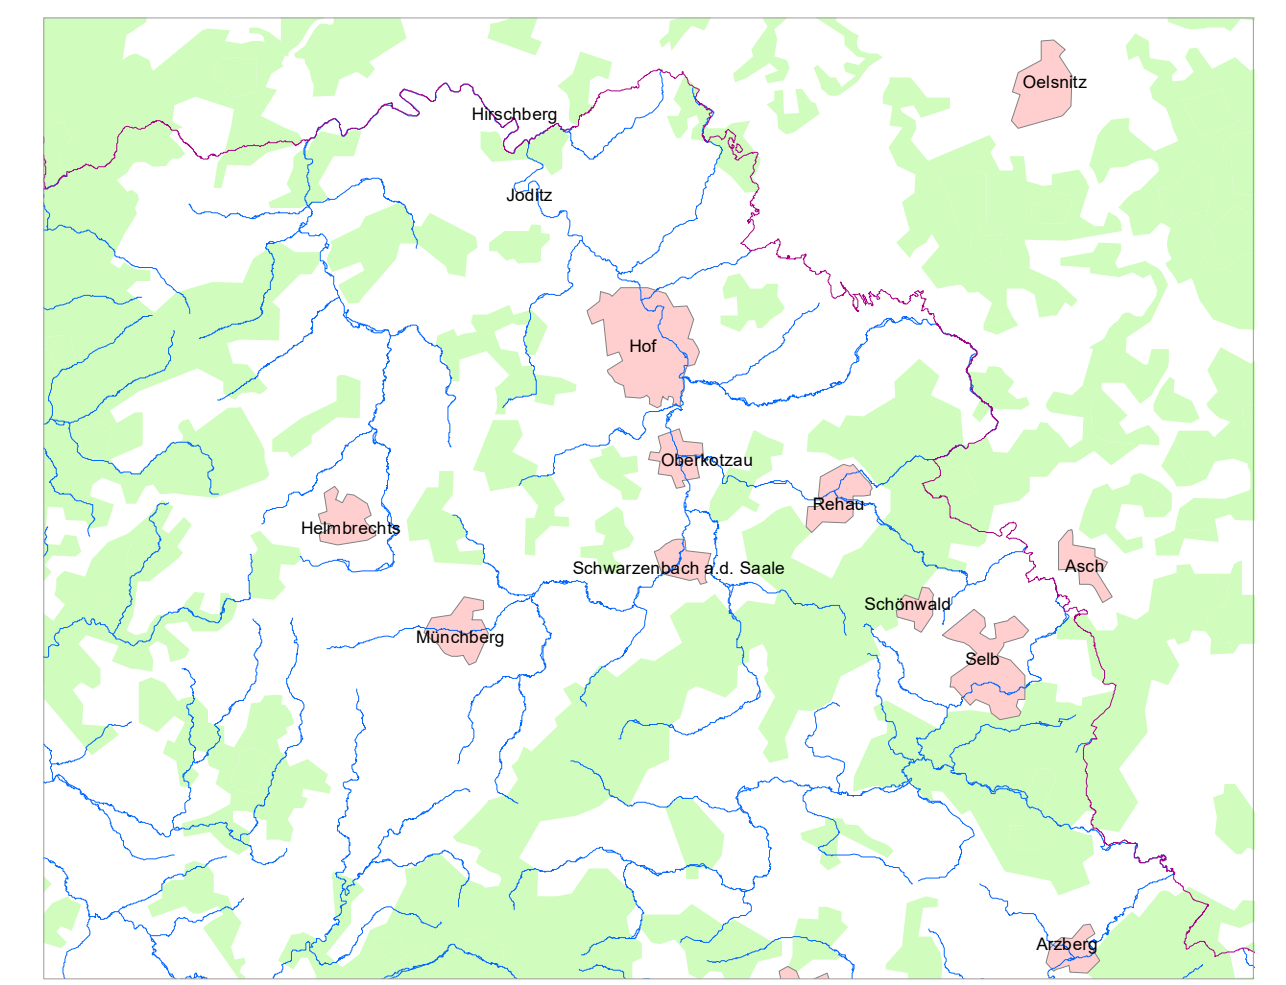 Oelsnitz
Hirschberg
Joditz
Hof
Oberkotzau
Rehau
Helmbrechts
Asch
Schwarzenbach a.d. Saale
Schönwald
Münchberg
Selb
Arzberg